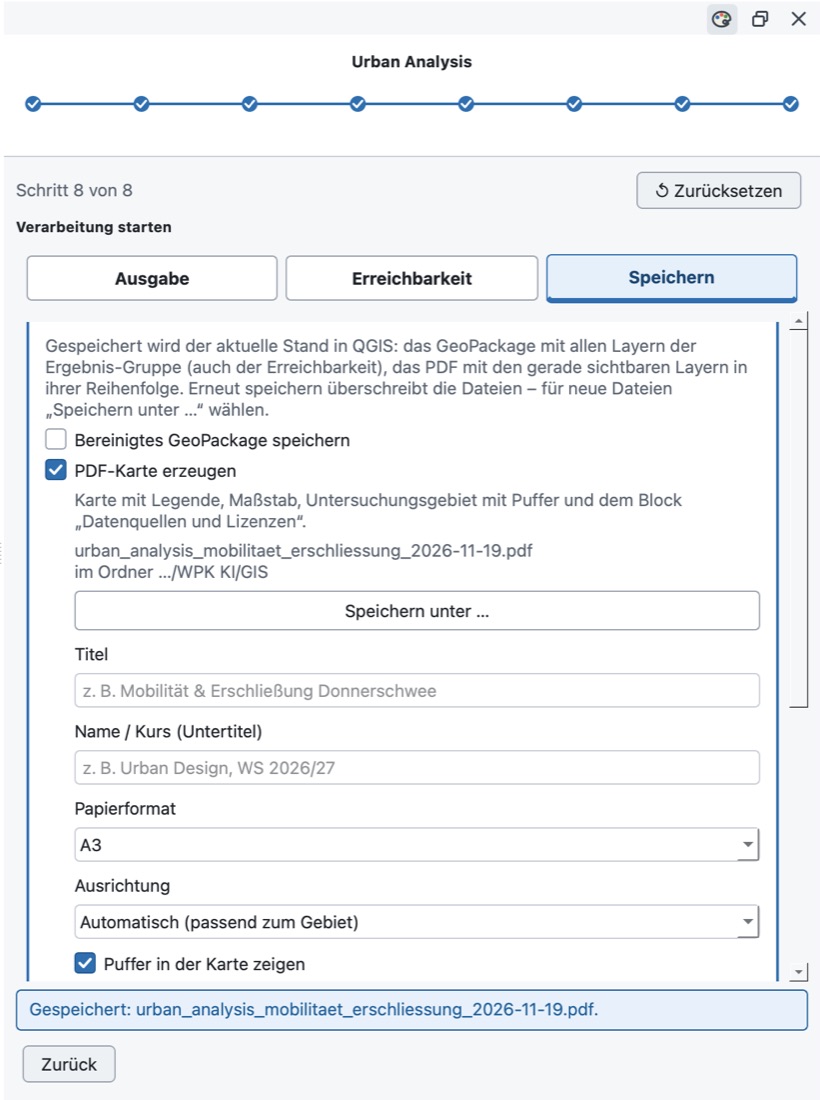 Urban Analysis
Schritt 8 von 8
Zurücksetzen
Verarbeitung starten
Ausgabe
Erreichbarkeit
Speichern
Gespeichert wird der aktuelle Stand in QGIS: das GeoPackage mit allen Layern der
Ergebnis-Gruppe (auch der Erreichbarkeit), das PDF mit den gerade sichtbaren Layern in
ihrer Reihenfolge. Erneut speichern überschreibt die Dateien – für neue Dateien
„Speichern unter ...“ wählen.
Bereinigtes GeoPackage speichern
PDF-Karte erzeugen
Karte mit Legende, Maßstab, Untersuchungsgebiet mit Puffer und dem Block
„Datenquellen und Lizenzen“.
urban_analysis_mobilitaet_erschliessung_2026-11-19.pdf
im Ordner .../WPK KI/GIS
Speichern unter ...
Titel
z. B. Mobilität & Erschließung Donnerschwee
Name / Kurs (Untertitel)
z. B. Urban Design, WS 2026/27
Papierformat
A3
Ausrichtung
Automatisch (passend zum Gebiet)
Puffer in der Karte zeigen
Gespeichert: urban_analysis_mobilitaet_erschliessung_2026-11-19.pdf.
Zurück